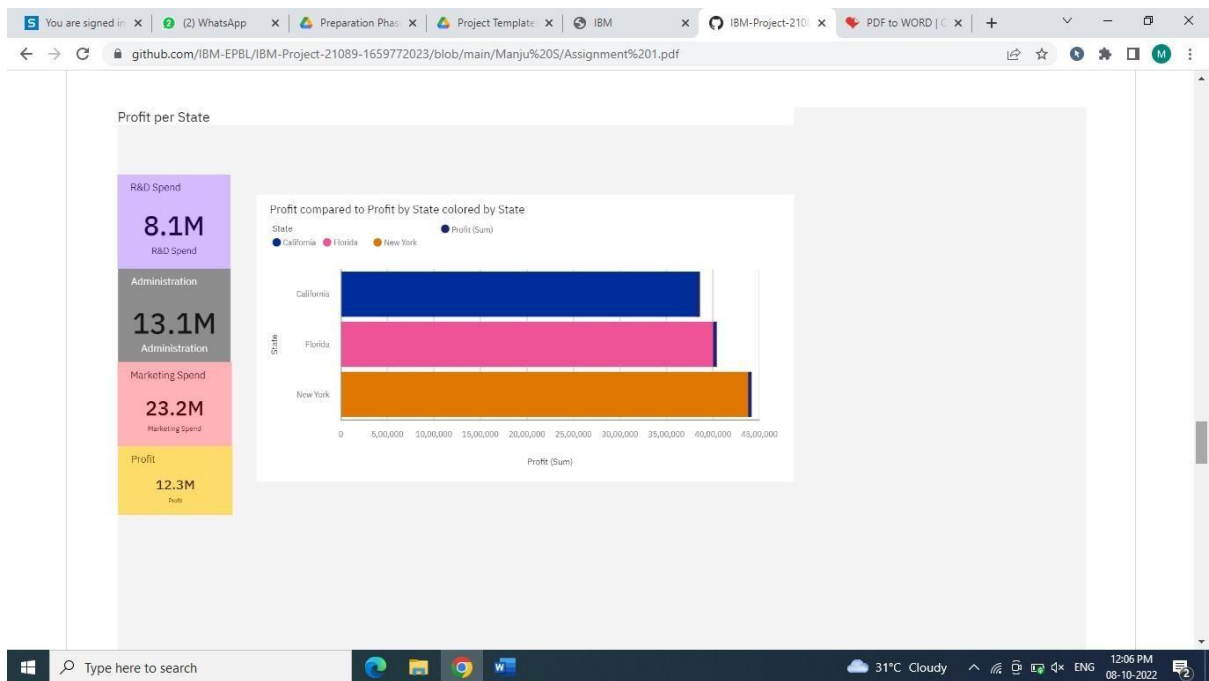 You are signed in
(2) WhatsApp
Preparation Phas
Project Template
IBM
IBM-Project-210
PDF to WORD | C
github.com/IBM-EPBL/IBM-Project-21089-1659772023/blob/main/Manju%20S/Assignment%201.pdf
M
Profit per State
R&D Spend
8.1M
R&D Spend
Administration
13.1M
Administration
Marketing Spend
23.2M
Marketing Spend
Profit
12.3M
Profit
Profit compared to Profit by State colored by State
State
California Florida New York
Profit (Sum)
State
California
Florida
New York
0 5,00,000 10,00,000 15,00,000 20,00,000 25,00,000 30,00,000 35,00,000 40,00,000 45,00,000
Profit (Sum)
Type here to search
31°C Cloudy
ENG
12:06 PM
08-10-2022
2